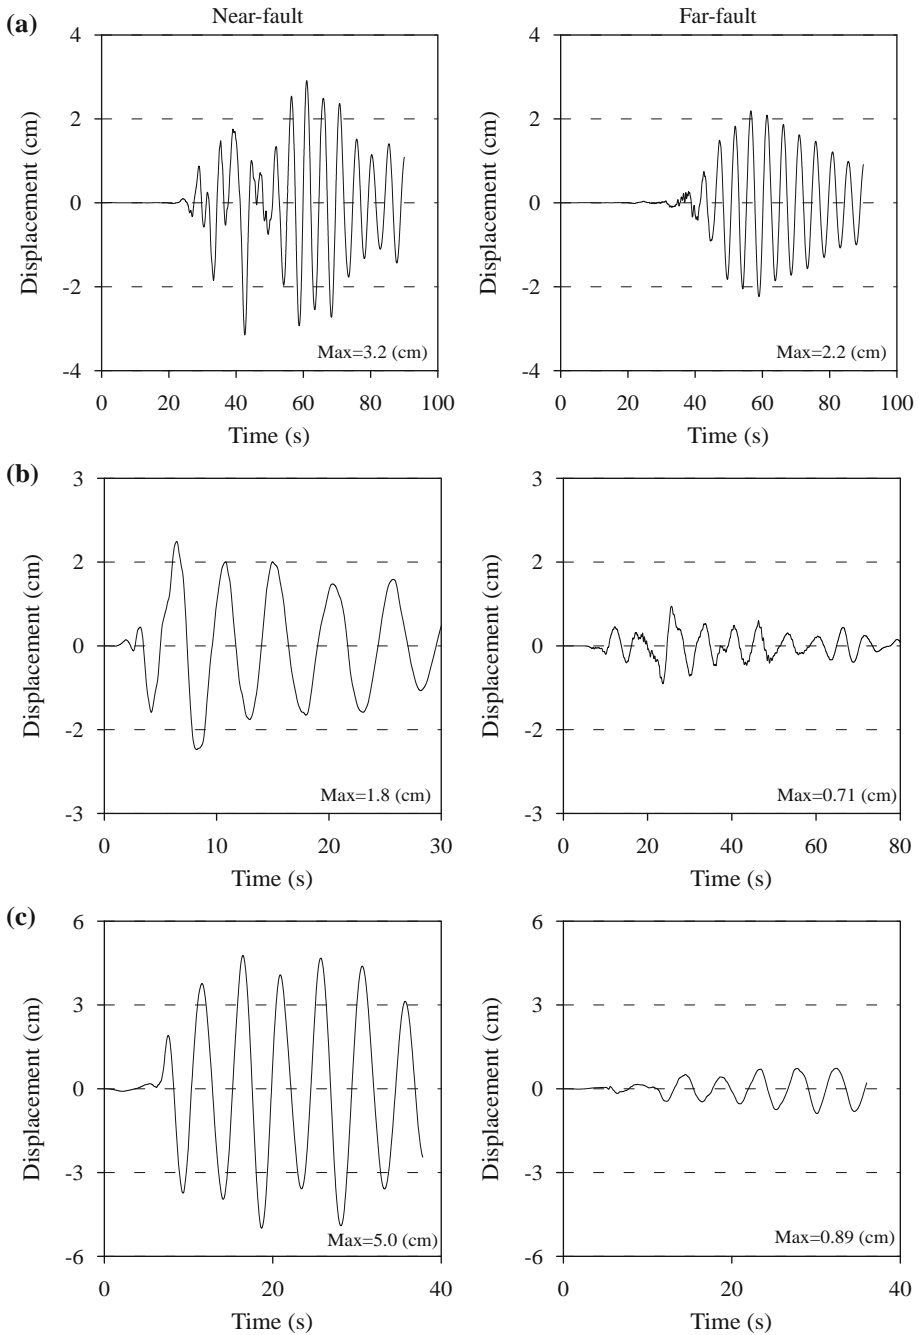 Near-fault
Far-fault
(a)
Displacement (cm)
4
2
0
-2
-4
Max=3.2 (cm)
0 20 40 60 80 100
Time (s)
Displacement (cm)
4
2
0
-2
-4
Max=2.2 (cm)
0 20 40 60 80 100
Time (s)
(b)
Displacement (cm)
3
2
0
-2
-3
Max=1.8 (cm)
0 10 20 30
Time (s)
Displacement (cm)
3
2
0
-2
-3
Max=0.71 (cm)
0 20 40 60 80
Time (s)
(c)
Displacement (cm)
6
3
0
-3
-6
Max=5.0 (cm)
0 20 40
Time (s)
Displacement (cm)
6
3
0
-3
-6
Max=0.89 (cm)
0 20 40
Time (s)